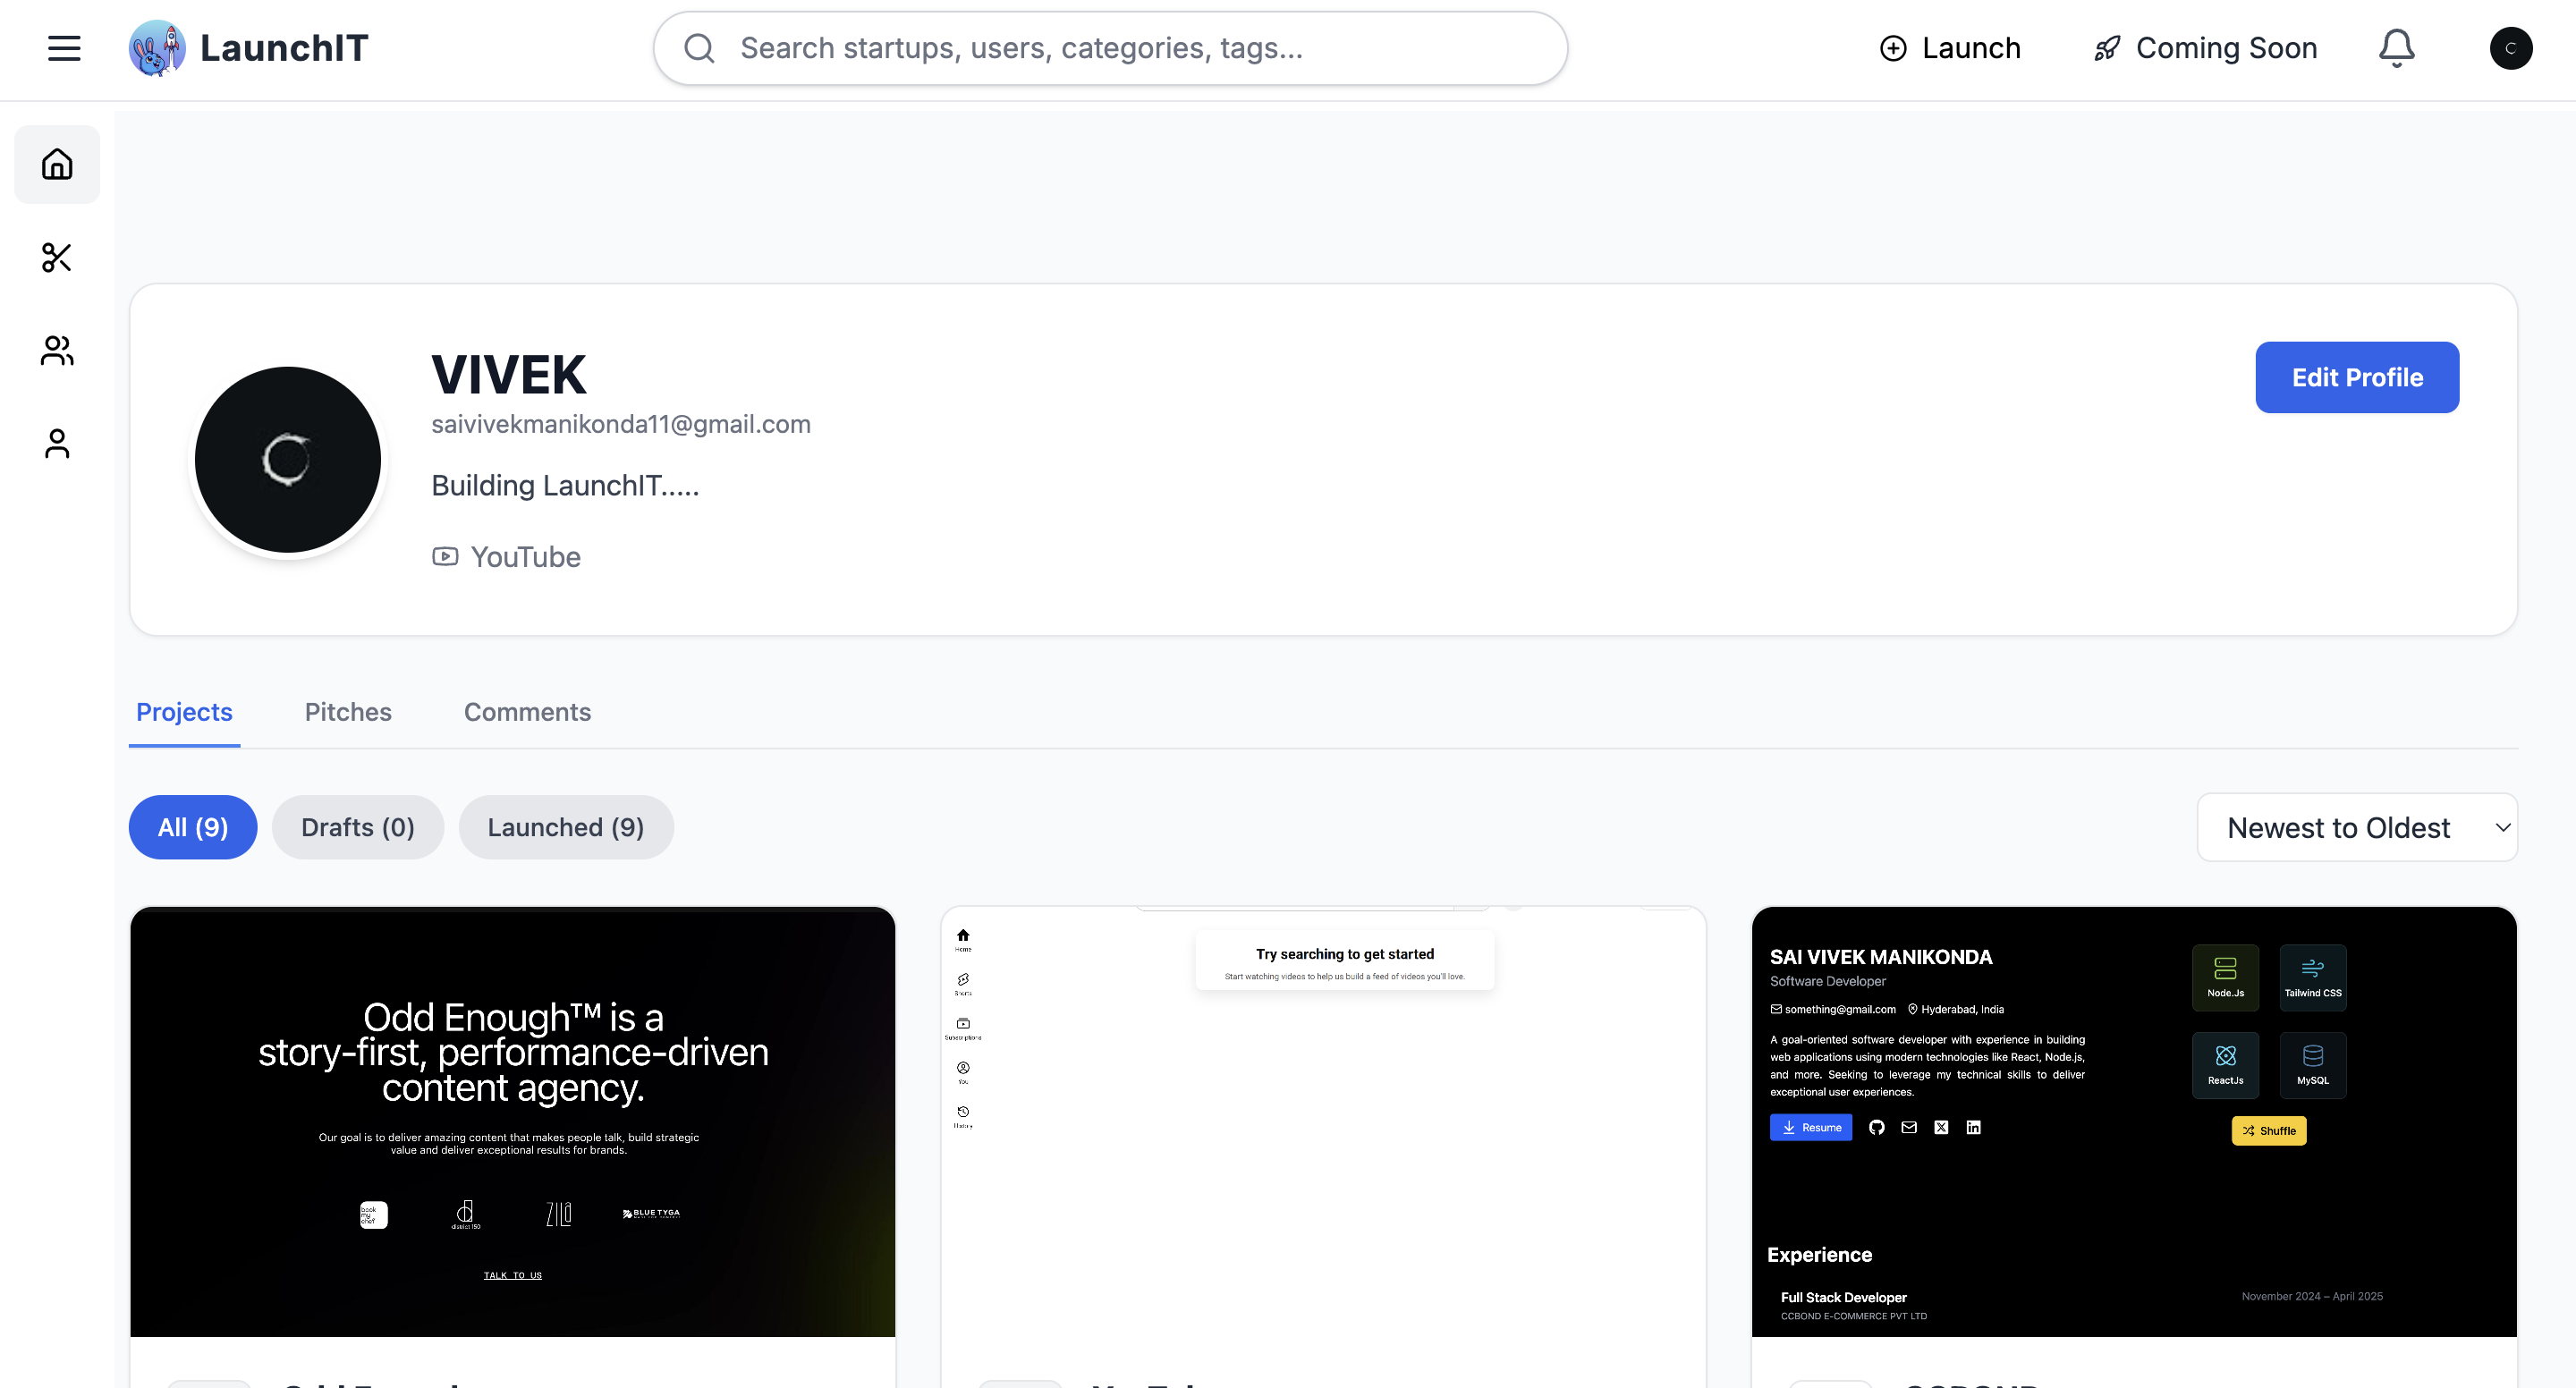 LaunchIT
Search startups, users, categories, tags...
Launch
Coming Soon
VIVEK
saivivekmanikonda11@gmail.com
Edit Profile
Building LaunchIT.....
YouTube
Projects
Pitches
Comments
All (9)
Drafts (0)
Launched (9)
Newest to Oldest
Odd Enough™ is a
story-first, performance-driven
content agency.
Our goal is to deliver amazing content that makes people talk, build strategic
value and deliver exceptional results for brands.
book
my
chef
district 150
ZILA
BLUE TYGA
TALK TO US
Home
Shorts
Subscriptions
You
History
Try searching to get started
Start watching videos to help us build a feed of videos you'll love.
SAI VIVEK MANIKONDA
Software Developer
something@gmail.com
Hyderabad, India
A goal-oriented software developer with experience in building
web applications using modern technologies like React, Node.js,
and more. Seeking to leverage my technical skills to deliver
exceptional user experiences.
Resume
Node.Js
Tailwind CSS
ReactJs
MySQL
Shuffle
Experience
Full Stack Developer
November 2024 – April 2025
CCBOND E-COMMERCE PVT LTD